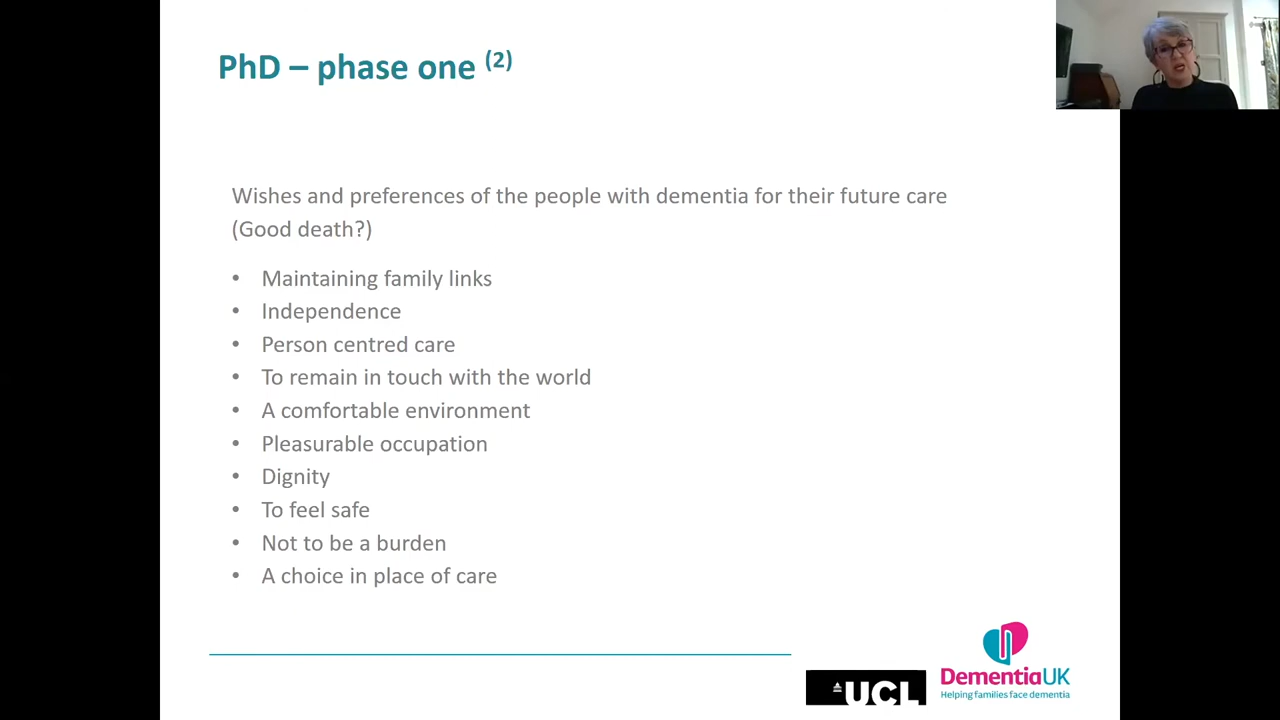 PhD – phase one (2)
Wishes and preferences of the people with dementia for their future care
(Good death?)
• Maintaining family links
• Independence
• Person centred care
• To remain in touch with the world
• A comfortable environment
• Pleasurable occupation
• Dignity
• To feel safe
• Not to be a burden
• A choice in place of care
UCL
DementiaUK
Helping families face dementia